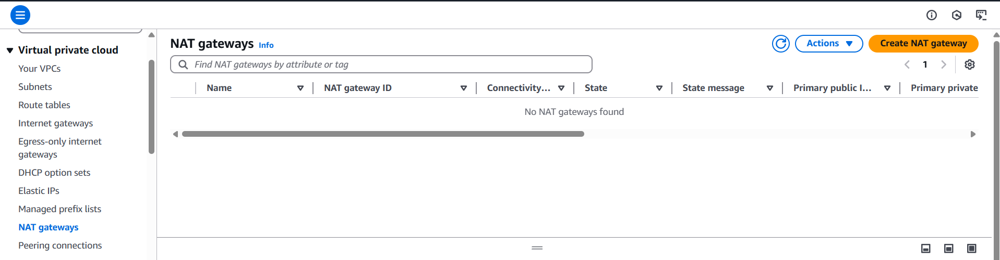 Virtual private cloud
Your VPCs
Subnets
Route tables
Internet gateways
Egress-only internet
gateways
DHCP option sets
Elastic IPs
Managed prefix lists
NAT gateways
Peering connections
NAT gateways Info
Actions
Create NAT gateway
Find NAT gateways by attribute or tag
1
Name NAT gateway ID Connectivity... State State message Primary public I... Primary private
No NAT gateways found